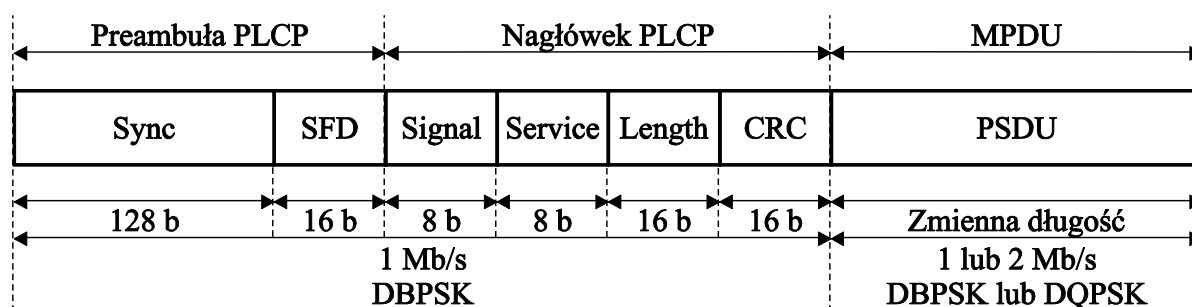 Preambuła PLCP Nagłówek PLCP MPDU
Sync SFD Signal Service Length CRC PSDU
128 b 16 b 8 b 8 b 16 b 16 b Zmienna długość
1 Mb/s 1 lub 2 Mb/s
DBPSK DBPSK lub DQPSK